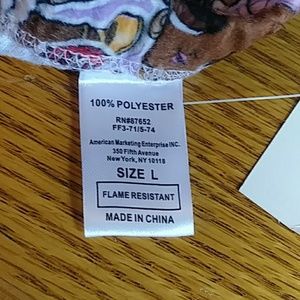 100% POLYESTER
RN#87652
FF3-71/5-74
American Marketing Enterprise INC.
350 Fifth Avenue
New York, NY 10118
SIZE L
FLAME RESISTANT
MADE IN CHINA